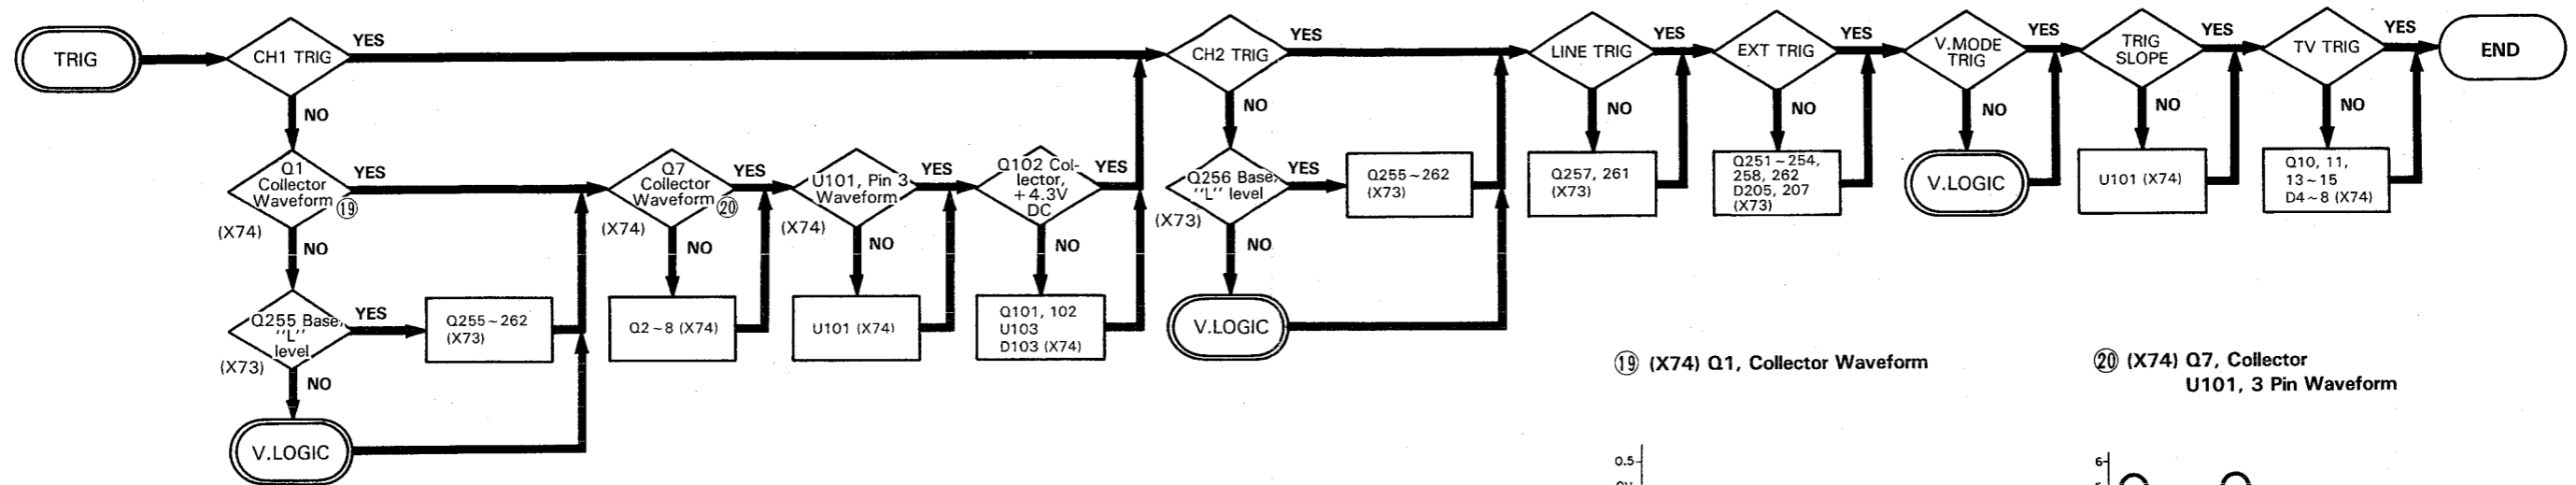 TRIG
CH1 TRIG
YES
NO
Q1
Collector
Waveform
⑲
(X74)
YES
NO
Q255 Base,
"L"
level
(X73)
YES
NO
Q255~262
(X73)
V.LOGIC
Q7
Collector
Waveform
⑳
(X74)
YES
NO
Q2~8 (X74)
U101, Pin 3
Waveform
(X74)
YES
NO
U101 (X74)
Q102 Col-
lector,
+4.3V
DC
YES
NO
Q101, 102
U103
D103 (X74)
CH2 TRIG
YES
NO
Q256 Base,
"L" level
(X73)
YES
NO
Q255~262
(X73)
V.LOGIC
LINE TRIG
YES
NO
Q257, 261
(X73)
EXT TRIG
YES
NO
Q251~254,
258, 262
D205, 207
(X73)
V.MODE
TRIG
YES
NO
V.LOGIC
TRIG
SLOPE
YES
NO
U101 (X74)
TV TRIG
YES
NO
Q10, 11,
13~15
D4~8 (X74)
END
⑲ (X74) Q1, Collector Waveform
0.5
⑳ (X74) Q7, Collector
U101, 3 Pin Waveform
6